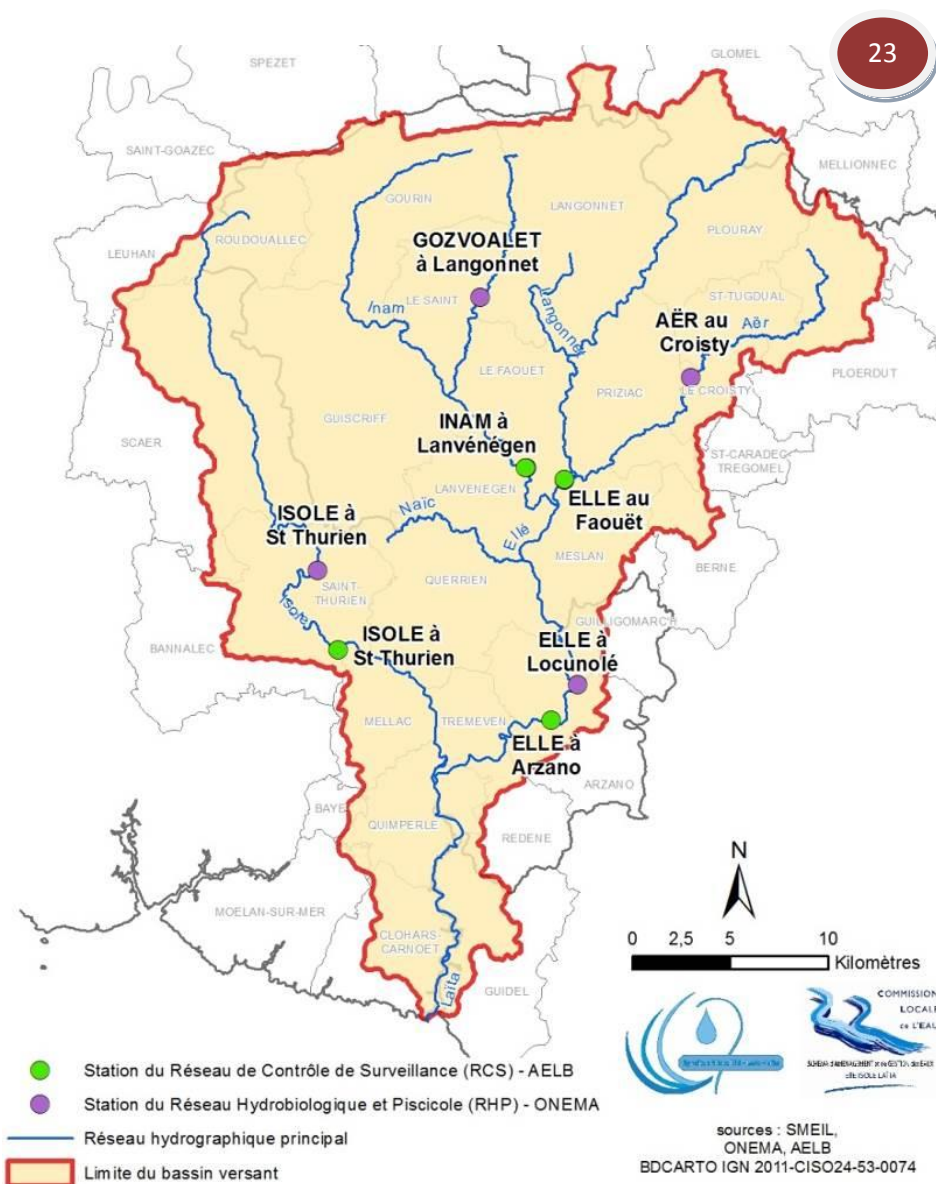 23
GLOMEL
SPEZET
SAINT-GOAZEC
MELLIONNEC
GOURIN
LANGONNET
ROUDOUALLEC
PLOURAY
LEUHAN
GOZVOALET
à Langonnet
LE SAINT
Inam
Langonnet
ST-TUGDUAL
AËR au
Croisty
Aër
LE FAOUET
PRIZIAC
LE CROISTY
PLOERDUT
GUISCRIFF
INAM à
Lanvénégen
SCAER
ST-CARADEC
TREGOMEL
LANVENEGEN
ELLE au
Faouët
ISOLE à
St Thurien
Naïc
Ellé
MESLAN
BERNE
QUERRIEN
SAINT-
THURIEN
Isole
GUILLIGOMARC'H
BANNALEC
ISOLE à
St Thurien
ELLE à
Locunolé
MELLAC
TREMEVEN
ELLE à
Arzano
ARZANO
BAYE
QUIMPERLE
REDENE
N
MOELAN-SUR-MER
CLOHARS-
CARNOET
0 2,5 5 10
Kilomètres
GUIDEL
Laïta
COMMISSION
LOCALE
de L'EAU
Station du Réseau de Contrôle de Surveillance (RCS) - AELB
Station du Réseau Hydrobiologique et Piscicole (RHP) - ONEMA
Réseau hydrographique principal
Limite du bassin versant
sources : SMEIL,
ONEMA, AELB
BDCARTO IGN 2011-CISO24-53-0074